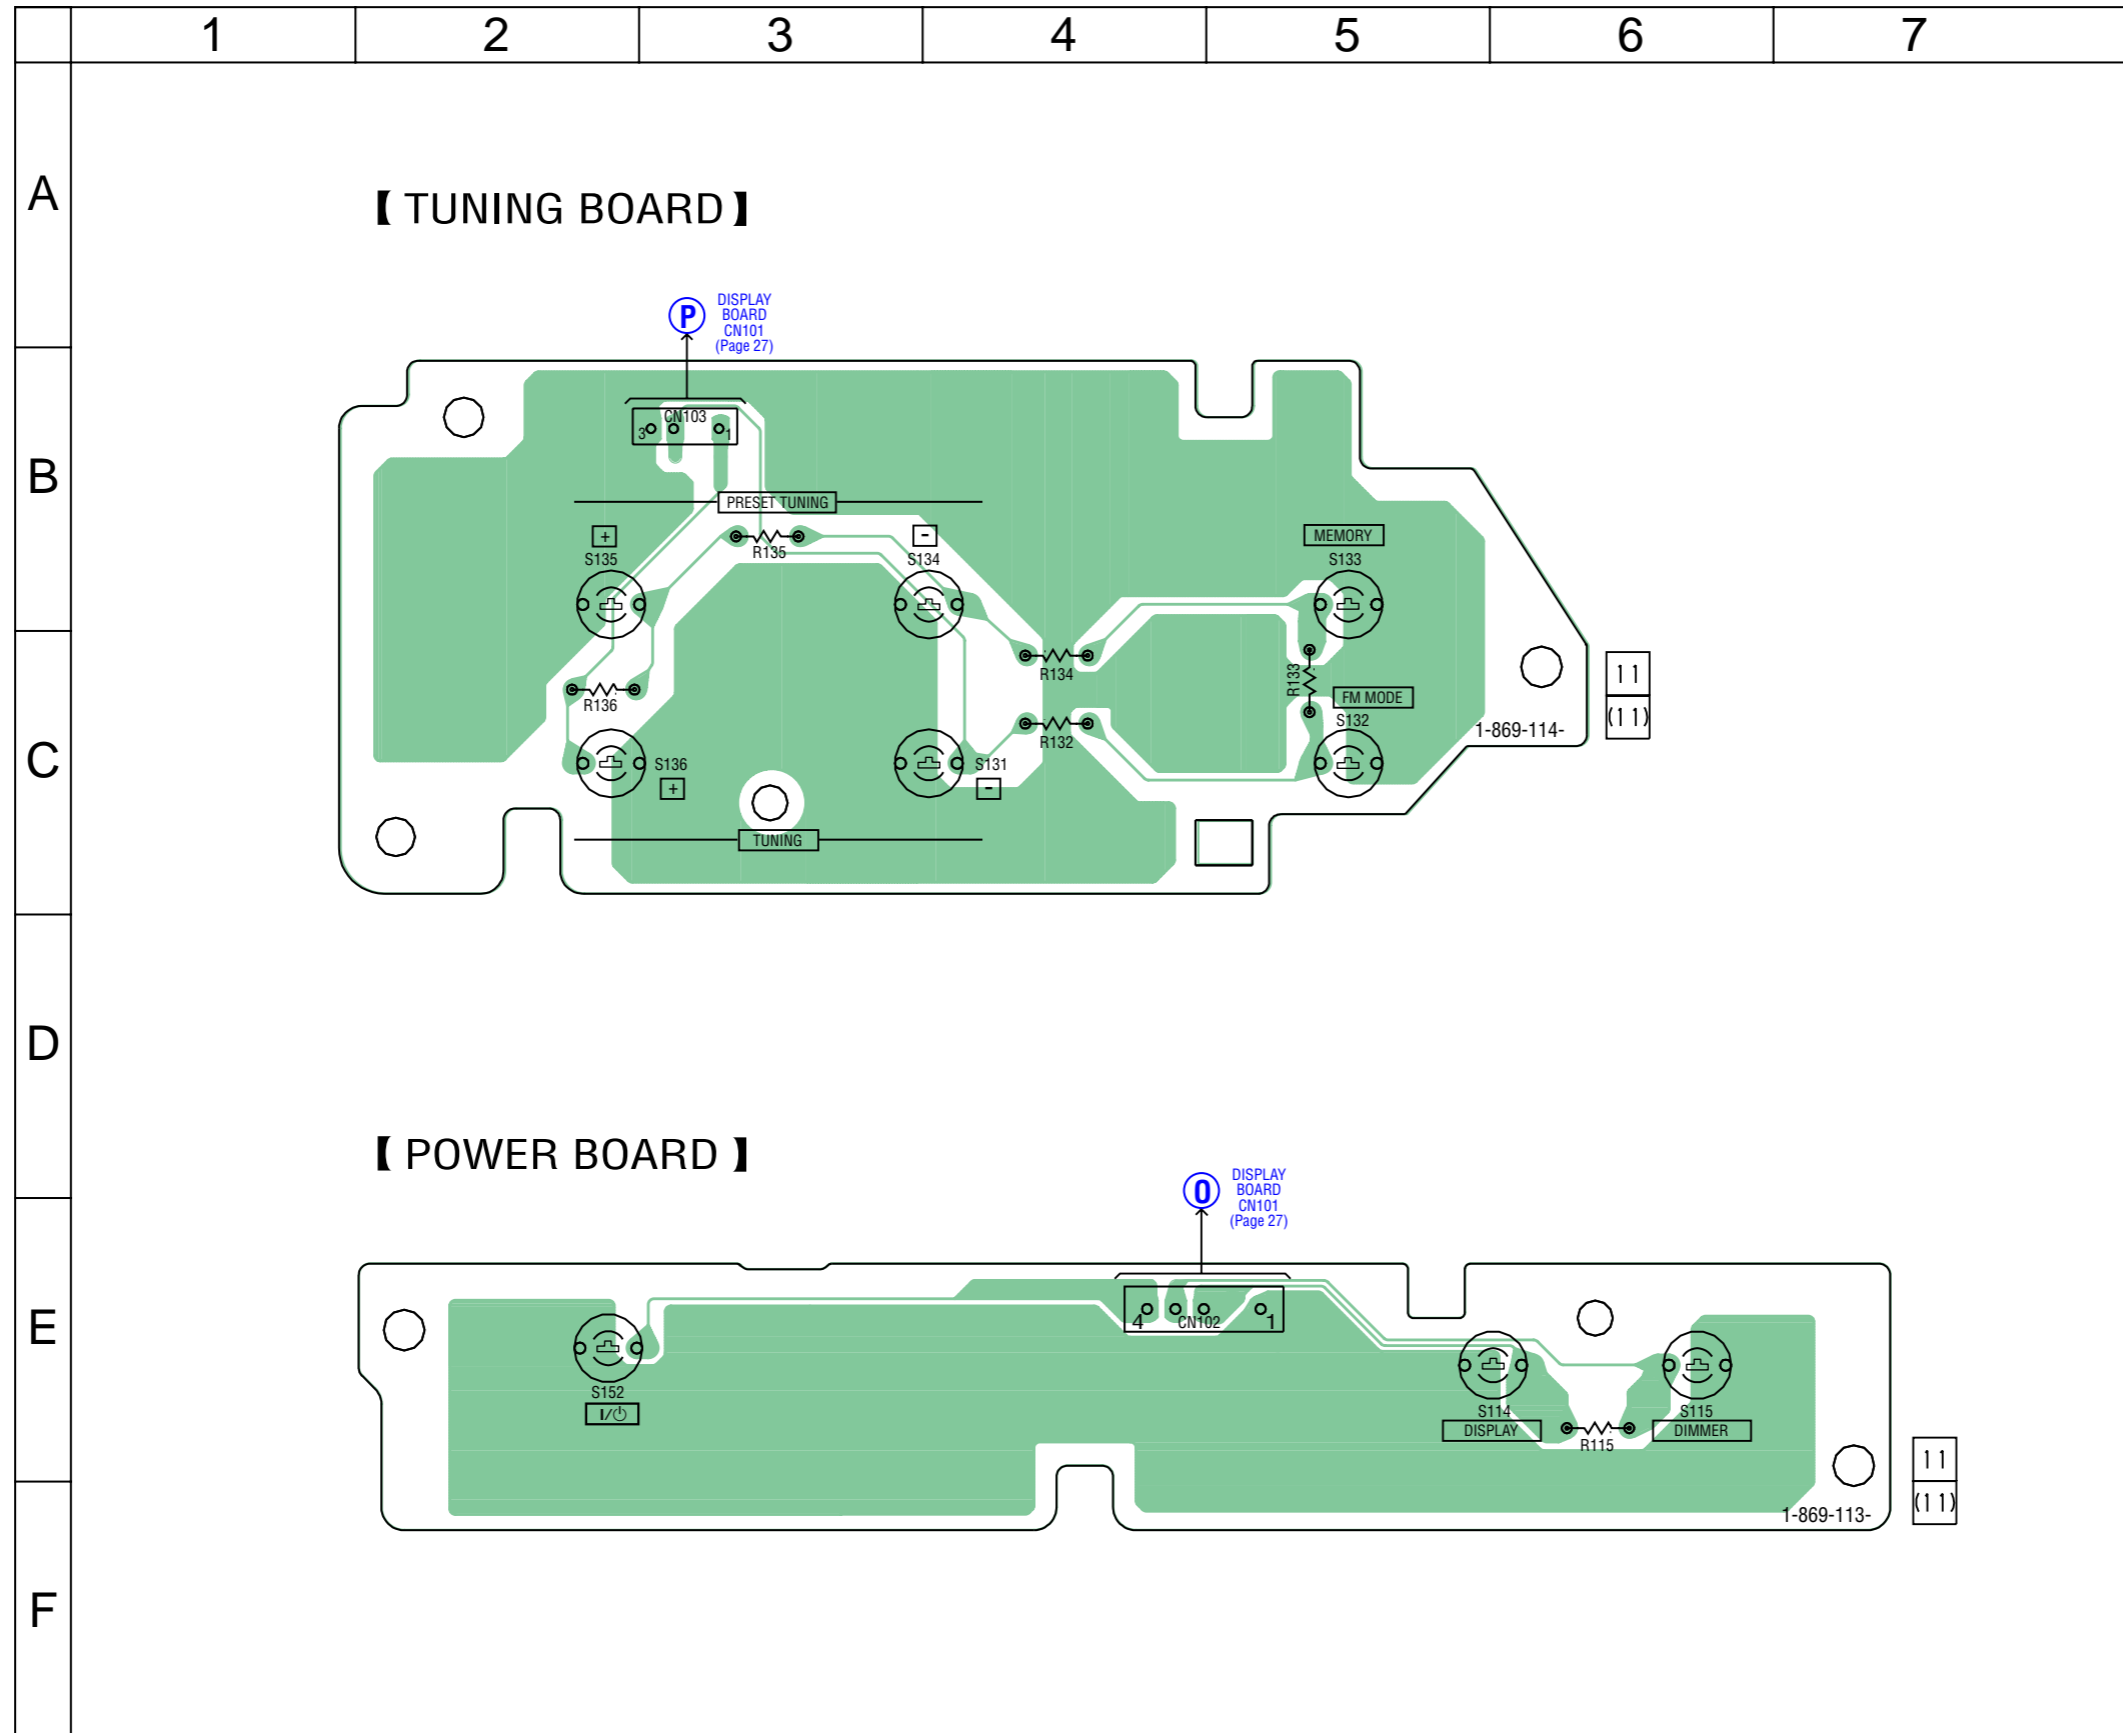 1 2 3 4 5 6 7
A
【 TUNING BOARD】
P
DISPLAY
BOARD
CN101
(Page 27)
B
CN103
3 1
PRESET TUNING
+
S135
R135
-
S134
MEMORY
S133
R134
R133
R136
FM MODE
S132
R132
1-869-114-
11
(11)
C
S136
+
S131
-
TUNING
D
【 POWER BOARD 】
O
DISPLAY
BOARD
CN101
(Page 27)
E
4 CN102 1
S152
I/⏻
S114
DISPLAY
R115
S115
DIMMER
11
(11)
1-869-113-
F